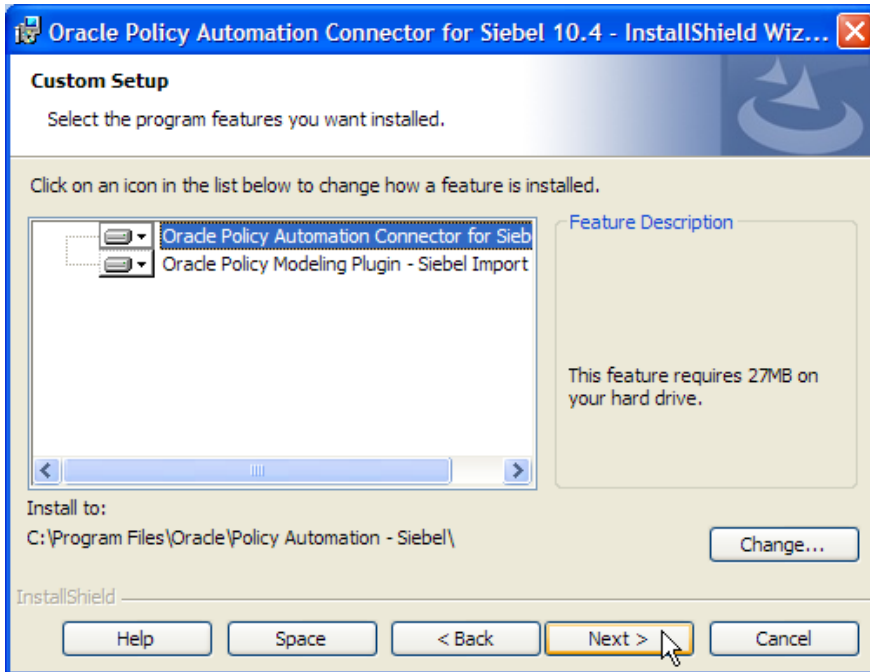 Oracle Policy Automation Connector for Siebel 10.4 - InstallShield Wiz...
Custom Setup
Select the program features you want installed.
Click on an icon in the list below to change how a feature is installed.
Oracle Policy Automation Connector for Sieb
Oracle Policy Modeling Plugin - Siebel Import
Feature Description
This feature requires 27MB on
your hard drive.
Install to:
C:\Program Files\Oracle\Policy Automation - Siebel\
Change...
InstallShield
Help
Space
< Back
Next >
Cancel